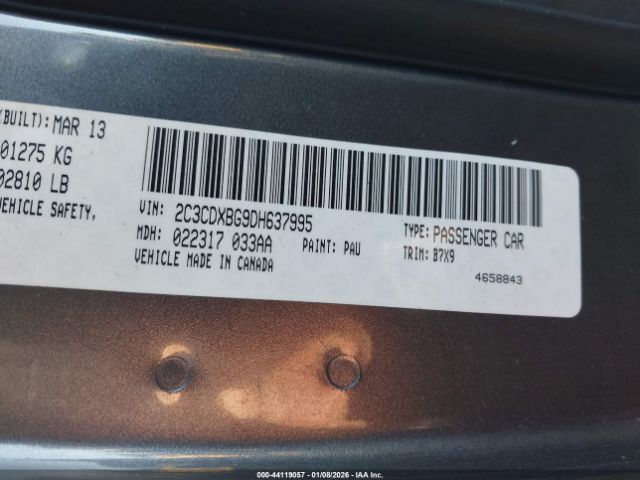 (BUILT): MAR 13
01275 KG
02810 LB
VEHICLE SAFETY,
VIN: 2C3CDXBG9DH637995
MDH: 022317 033AA PAINT: PAU
VEHICLE MADE IN CANADA
TYPE: PASSENGER CAR
TRIM: B7X9
4658843
000-44119057 | 01/08/2026 | IAA Inc.